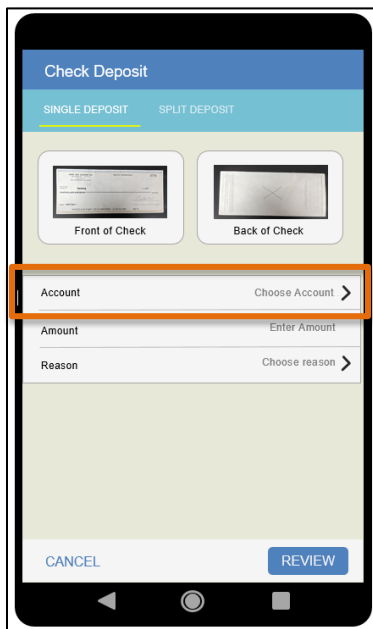 Check Deposit
SINGLE DEPOSIT SPLIT DEPOSIT
Front of Check Back of Check
Account Choose Account
Amount Enter Amount
Reason Choose reason
CANCEL REVIEW